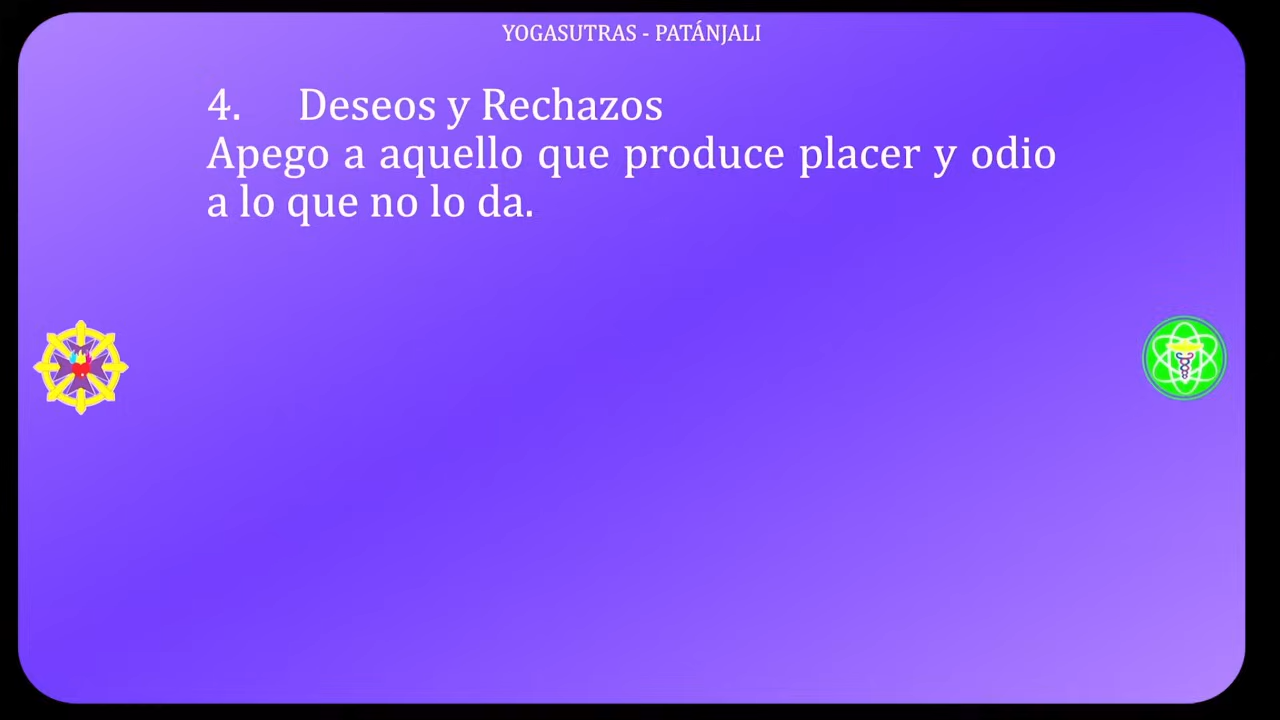 YOGASUTRAS - PATÁNJALI
4. Deseos y Rechazos
Apego a aquello que produce placer y odio
a lo que no lo da.